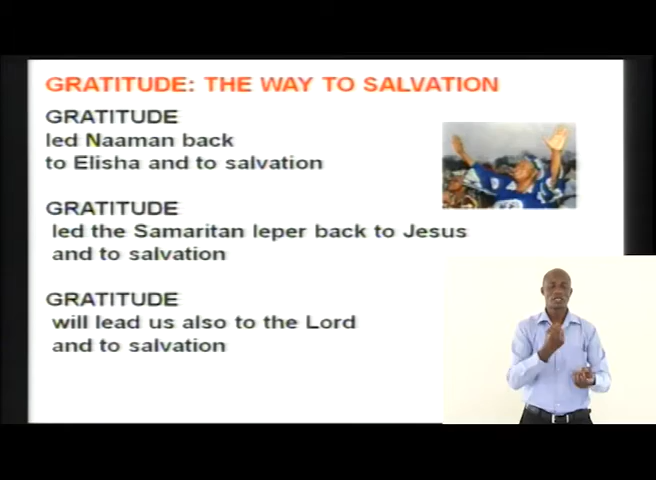 GRATITUDE: THE WAY TO SALVATION
GRATITUDE
led Naaman back
to Elisha and to salvation
GRATITUDE
led the Samaritan leper back to Jesus
and to salvation
GRATITUDE
will lead us also to the Lord
and to salvation